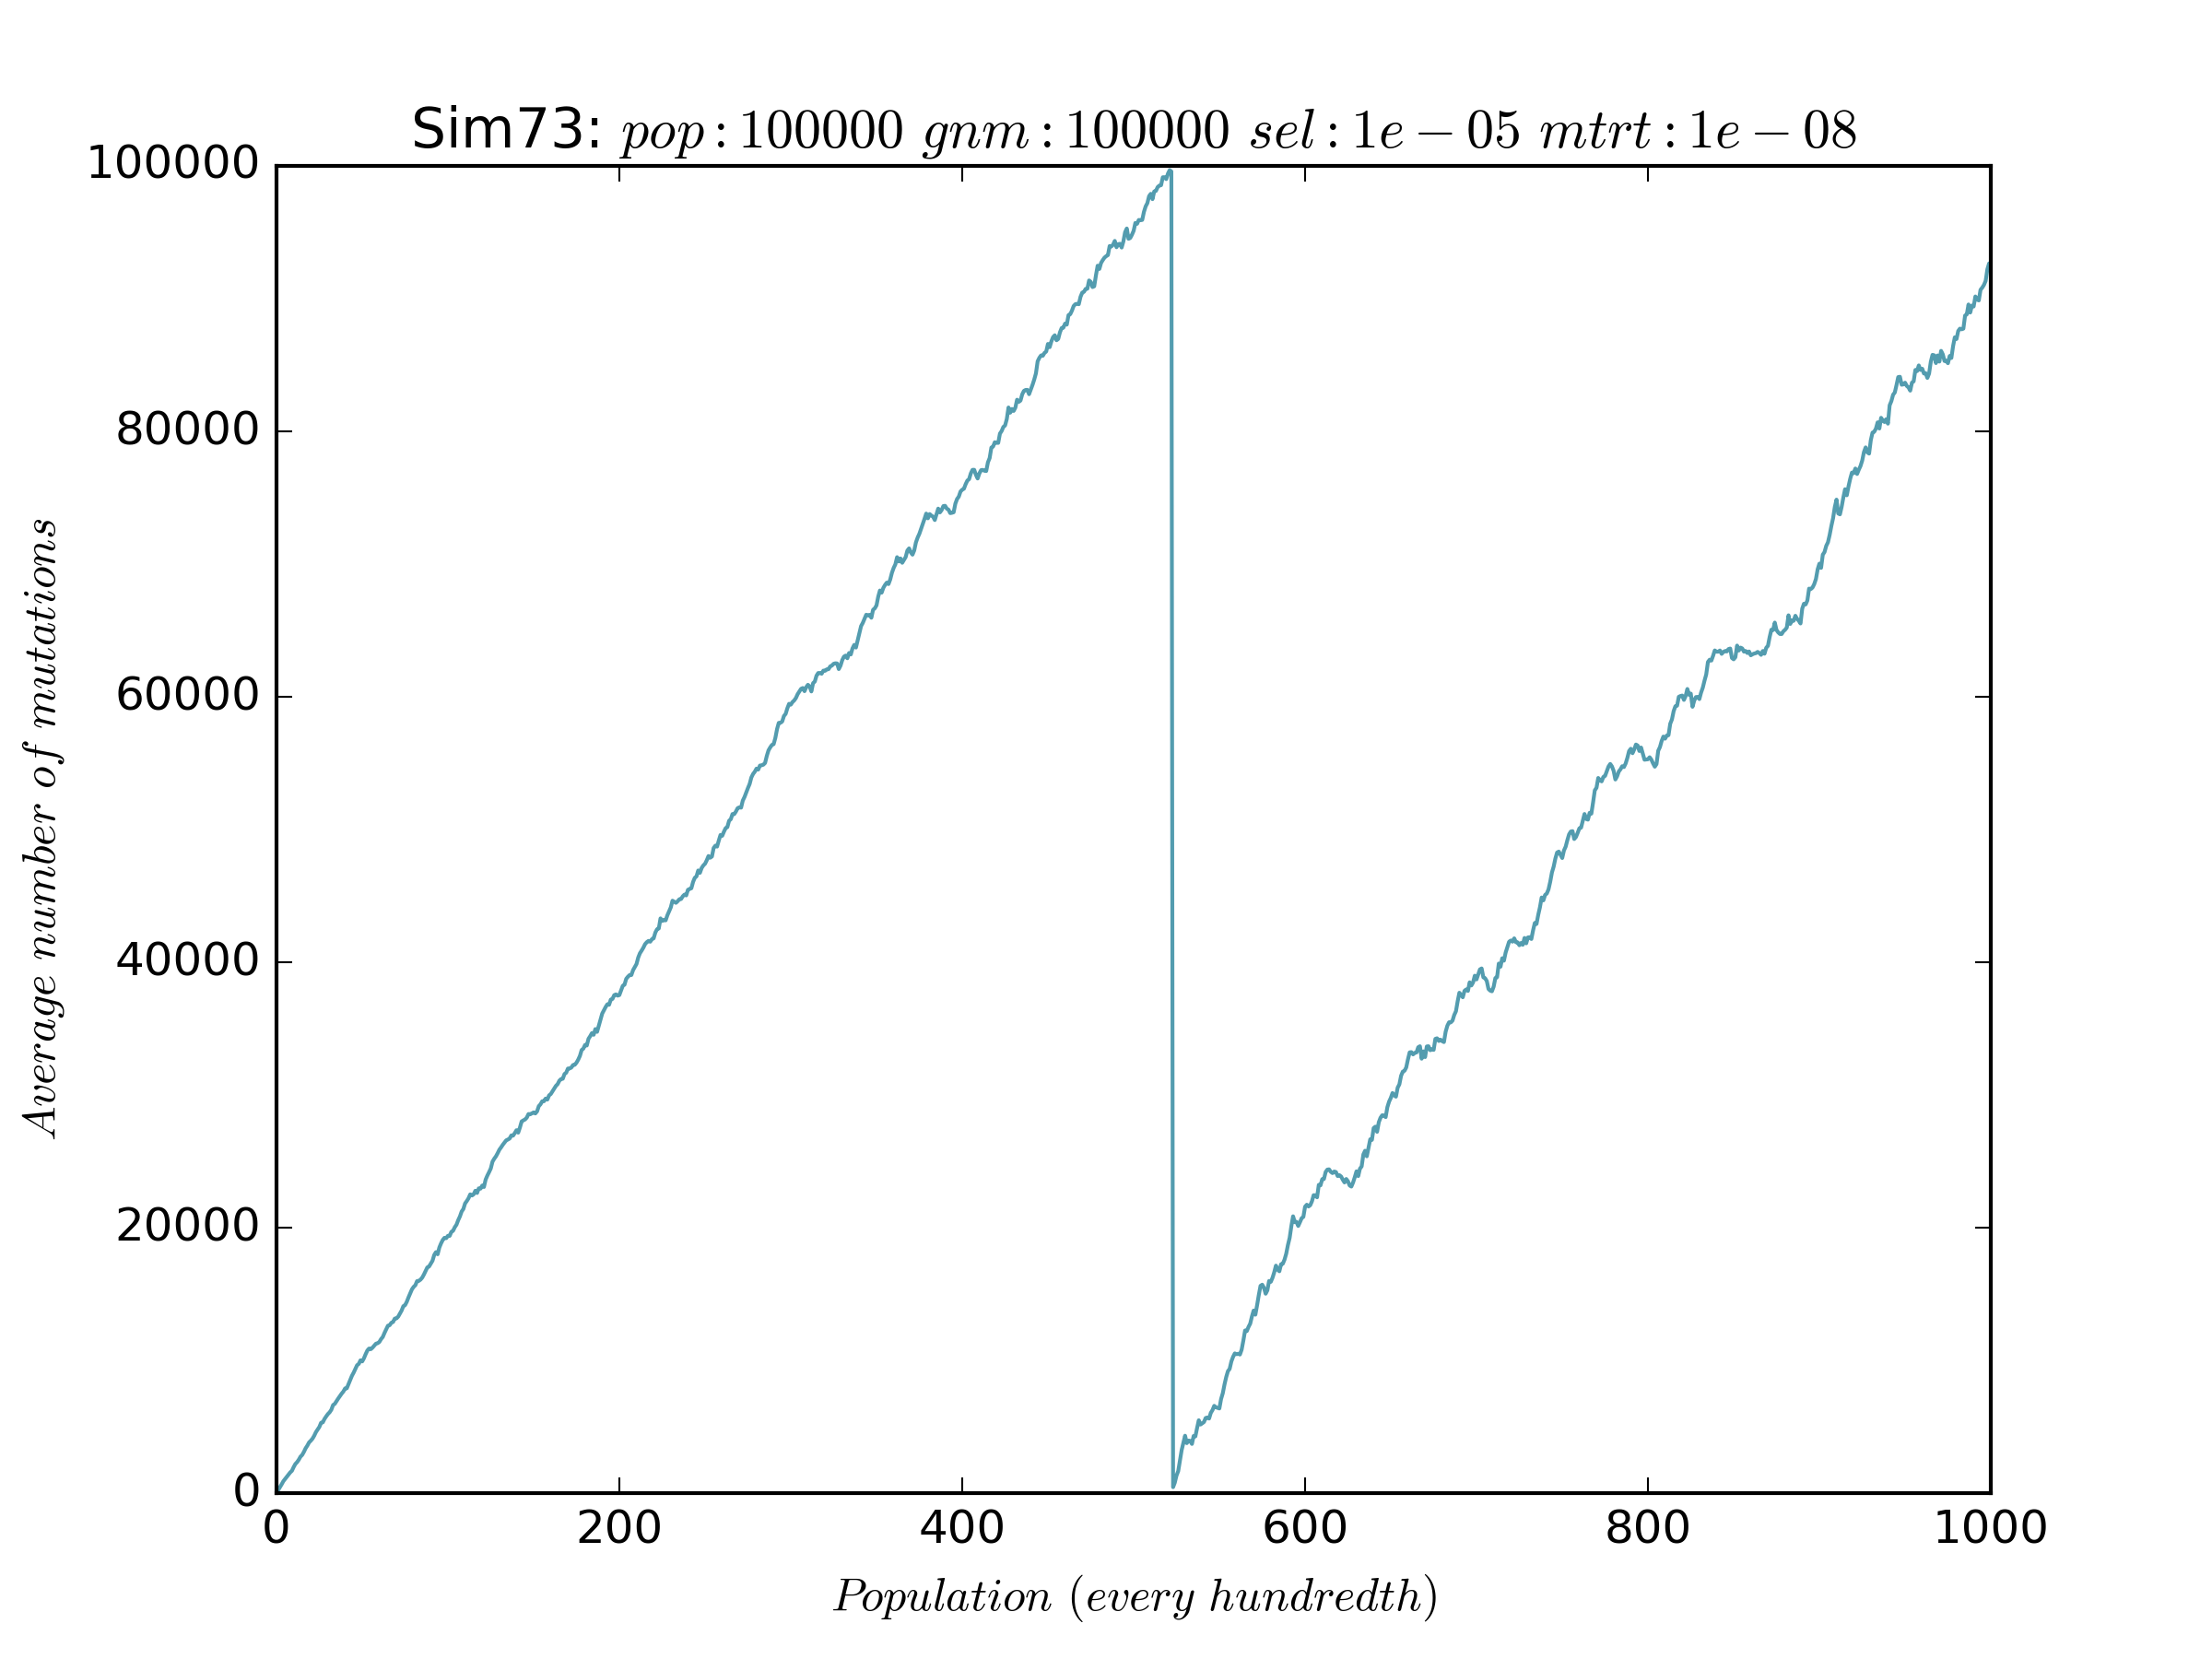 Sim73: pop : 100000 gnm : 100000 sel : 1e − 05 mtrt : 1e − 08
Average number of mutations
100000
80000
60000
40000
20000
0
0 200 400 600 800 1000
Population (every hundredth)